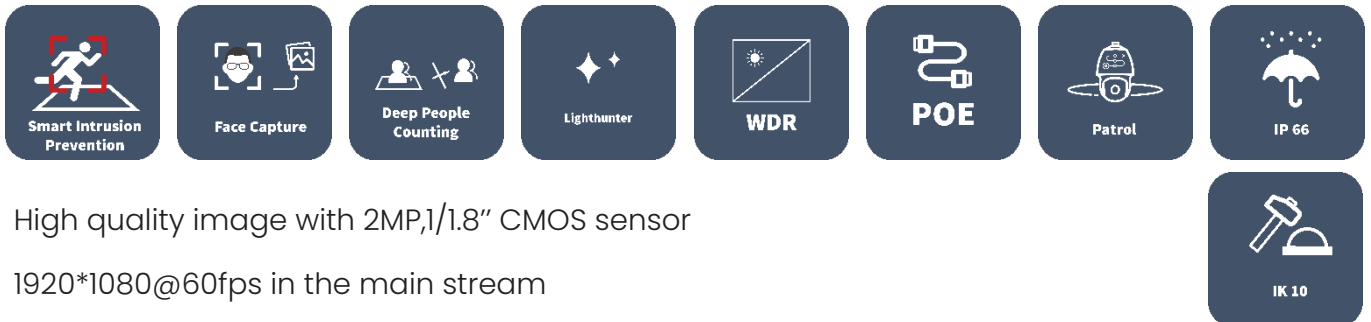 Smart Intrusion
Prevention
Face Capture
Deep People
Counting
Lighthunter
WDR
POE
Patrol
IP 66
High quality image with 2MP,1/1.8’’ CMOS sensor
1920*1080@60fps in the main stream
IK 10